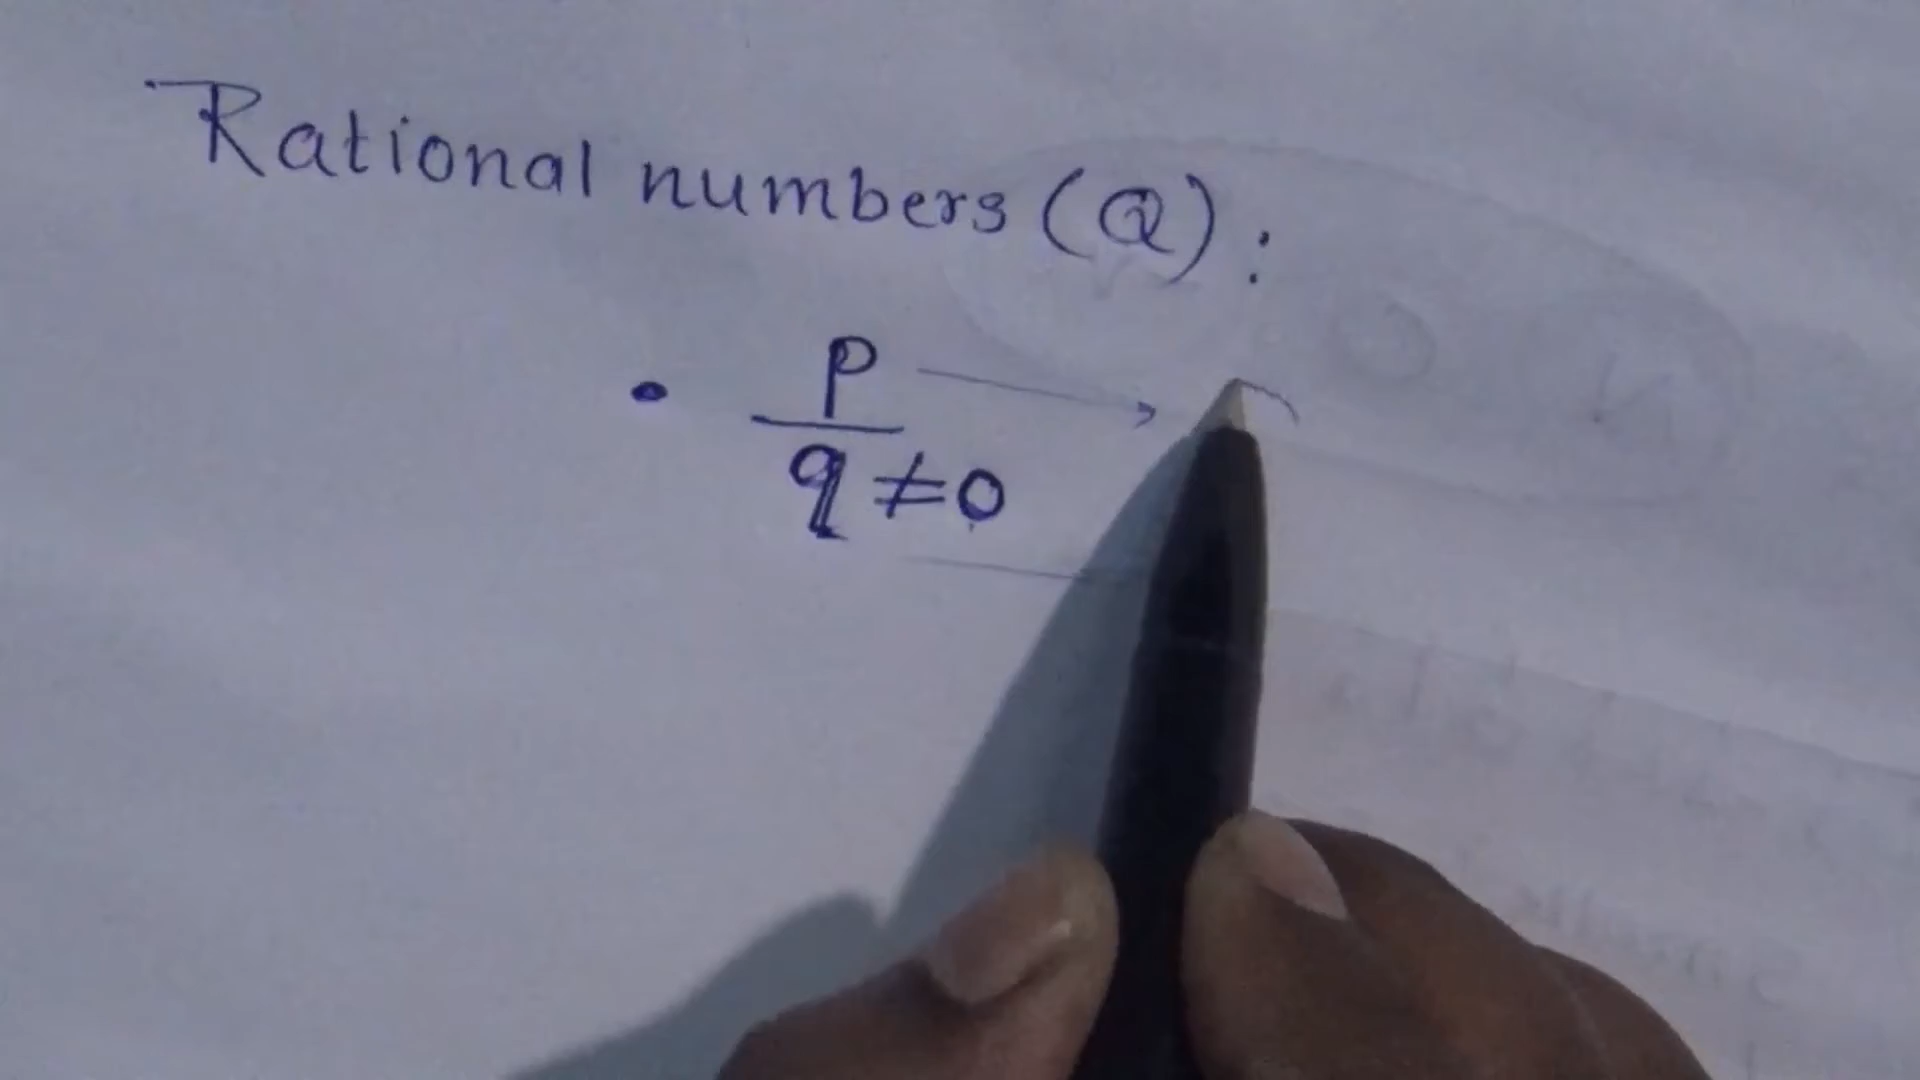 Rational numbers (Q) :
• p
q ≠ 0